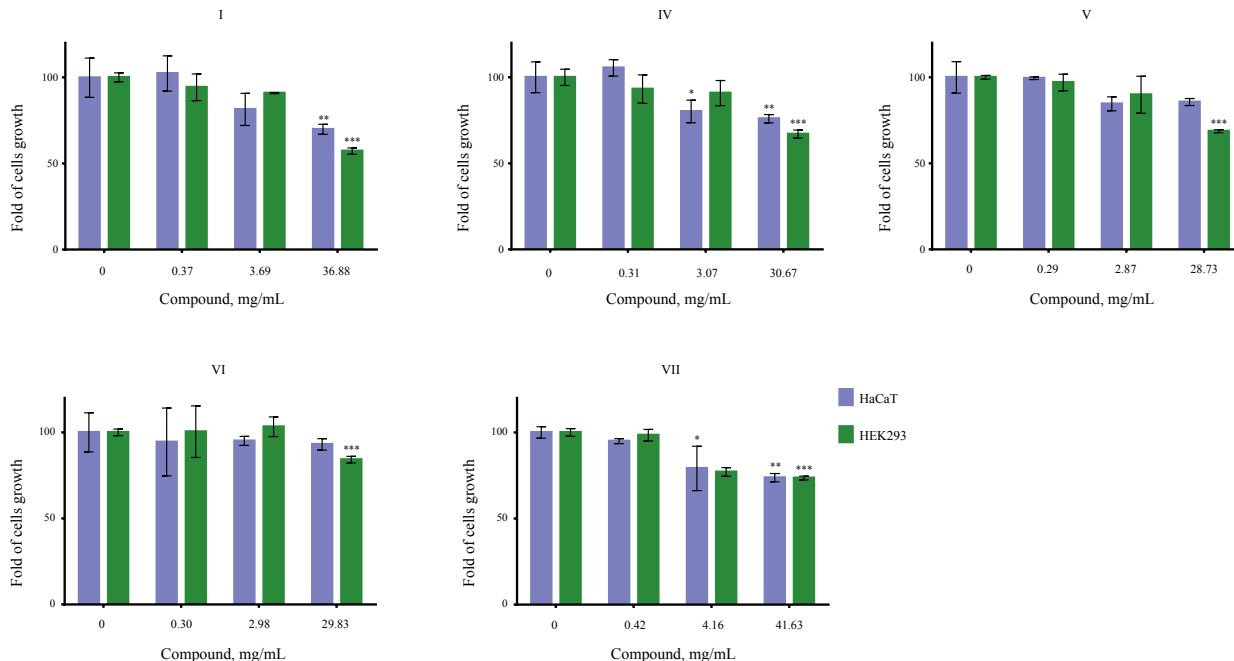 I
Fold of cells growth
100
50
0
**
***
0 0.37 3.69 36.88
Compound, mg/mL
IV
Fold of cells growth
100
50
0
*
**
***
0 0.31 3.07 30.67
Compound, mg/mL
V
Fold of cells growth
100
50
0
***
0 0.29 2.87 28.73
Compound, mg/mL
VI
Fold of cells growth
100
50
0
***
0 0.30 2.98 29.83
Compound, mg/mL
VII
Fold of cells growth
100
50
0
*
** ***
0 0.42 4.16 41.63
Compound, mg/mL
HaCaT
HEK293